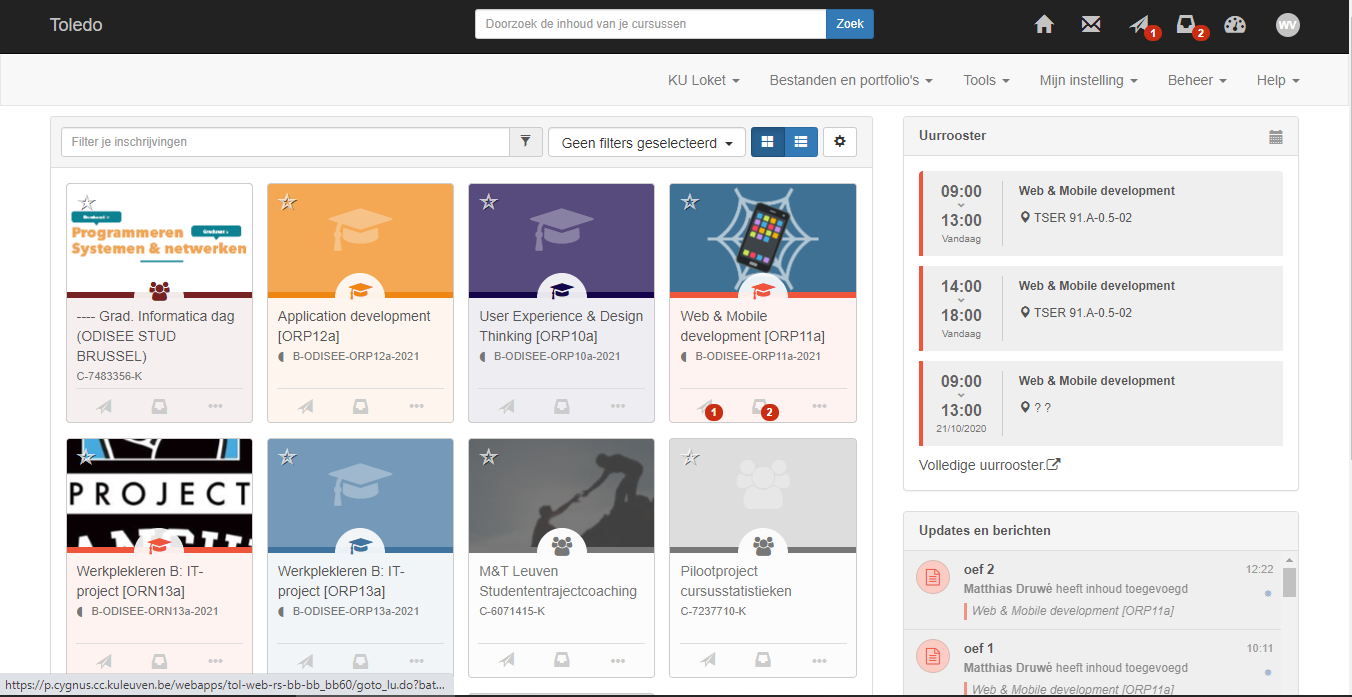 Toledo
Doorzoek de inhoud van je cursussen
Zoek
1
2
WV
KU Loket
Bestanden en portfolio's
Tools
Mijn instelling
Beheer
Help
Filter je inschrijvingen
Geen filters geselecteerd
Programmeren
Systemen & netwerken
---- Grad. Informatica dag
(ODISEE STUD
BRUSSEL)
C-7483356-K
Application development
[ORP12a]
B-ODISEE-ORP12a-2021
User Experience & Design
Thinking [ORP10a]
B-ODISEE-ORP10a-2021
Web & Mobile
development [ORP11a]
B-ODISEE-ORP11a-2021
1
2
PROJECT
Werkplekleren B: IT-
project [ORN13a]
B-ODISEE-ORN13a-2021
Werkplekleren B: IT-
project [ORP13a]
B-ODISEE-ORP13a-2021
M&T Leuven
Studententrajectcoaching
C-6071415-K
Pilootproject
cursusstatistieken
C-7237710-K
Uurrooster
09:00
13:00
Vandaag
Web & Mobile development
TSER 91.A-0.5-02
14:00
18:00
Vandaag
Web & Mobile development
TSER 91.A-0.5-02
09:00
13:00
21/10/2020
Web & Mobile development
? ?
Volledige uurrooster.
Updates en berichten
oef 2
12:22
Matthias Druwé heeft inhoud toegevoegd
Web & Mobile development [ORP11a]
oef 1
10:11
Matthias Druwé heeft inhoud toegevoegd
Web & Mobile development [ORP11a]
https://p.cygnus.cc.kuleuven.be/webapps/tol-web-rs-bb-bb_bb60/goto_lu.do?bat...